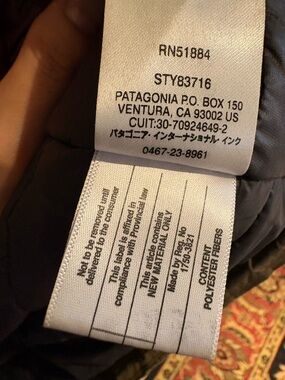 RN51884
STY83716
PATAGONIA P.O. BOX 150
VENTURA, CA 93002 US
CUIT:30-70924649-2
パタゴニア・インターナショナル・インク
0467-23-8961
Not to be removed until
delivered to the consumer
This label is affixed in
compliance with Provincial law
This article contains
NEW MATERIAL ONLY
Made by Reg. No
1750-3821
CONTENT
POLYESTER FIBERS